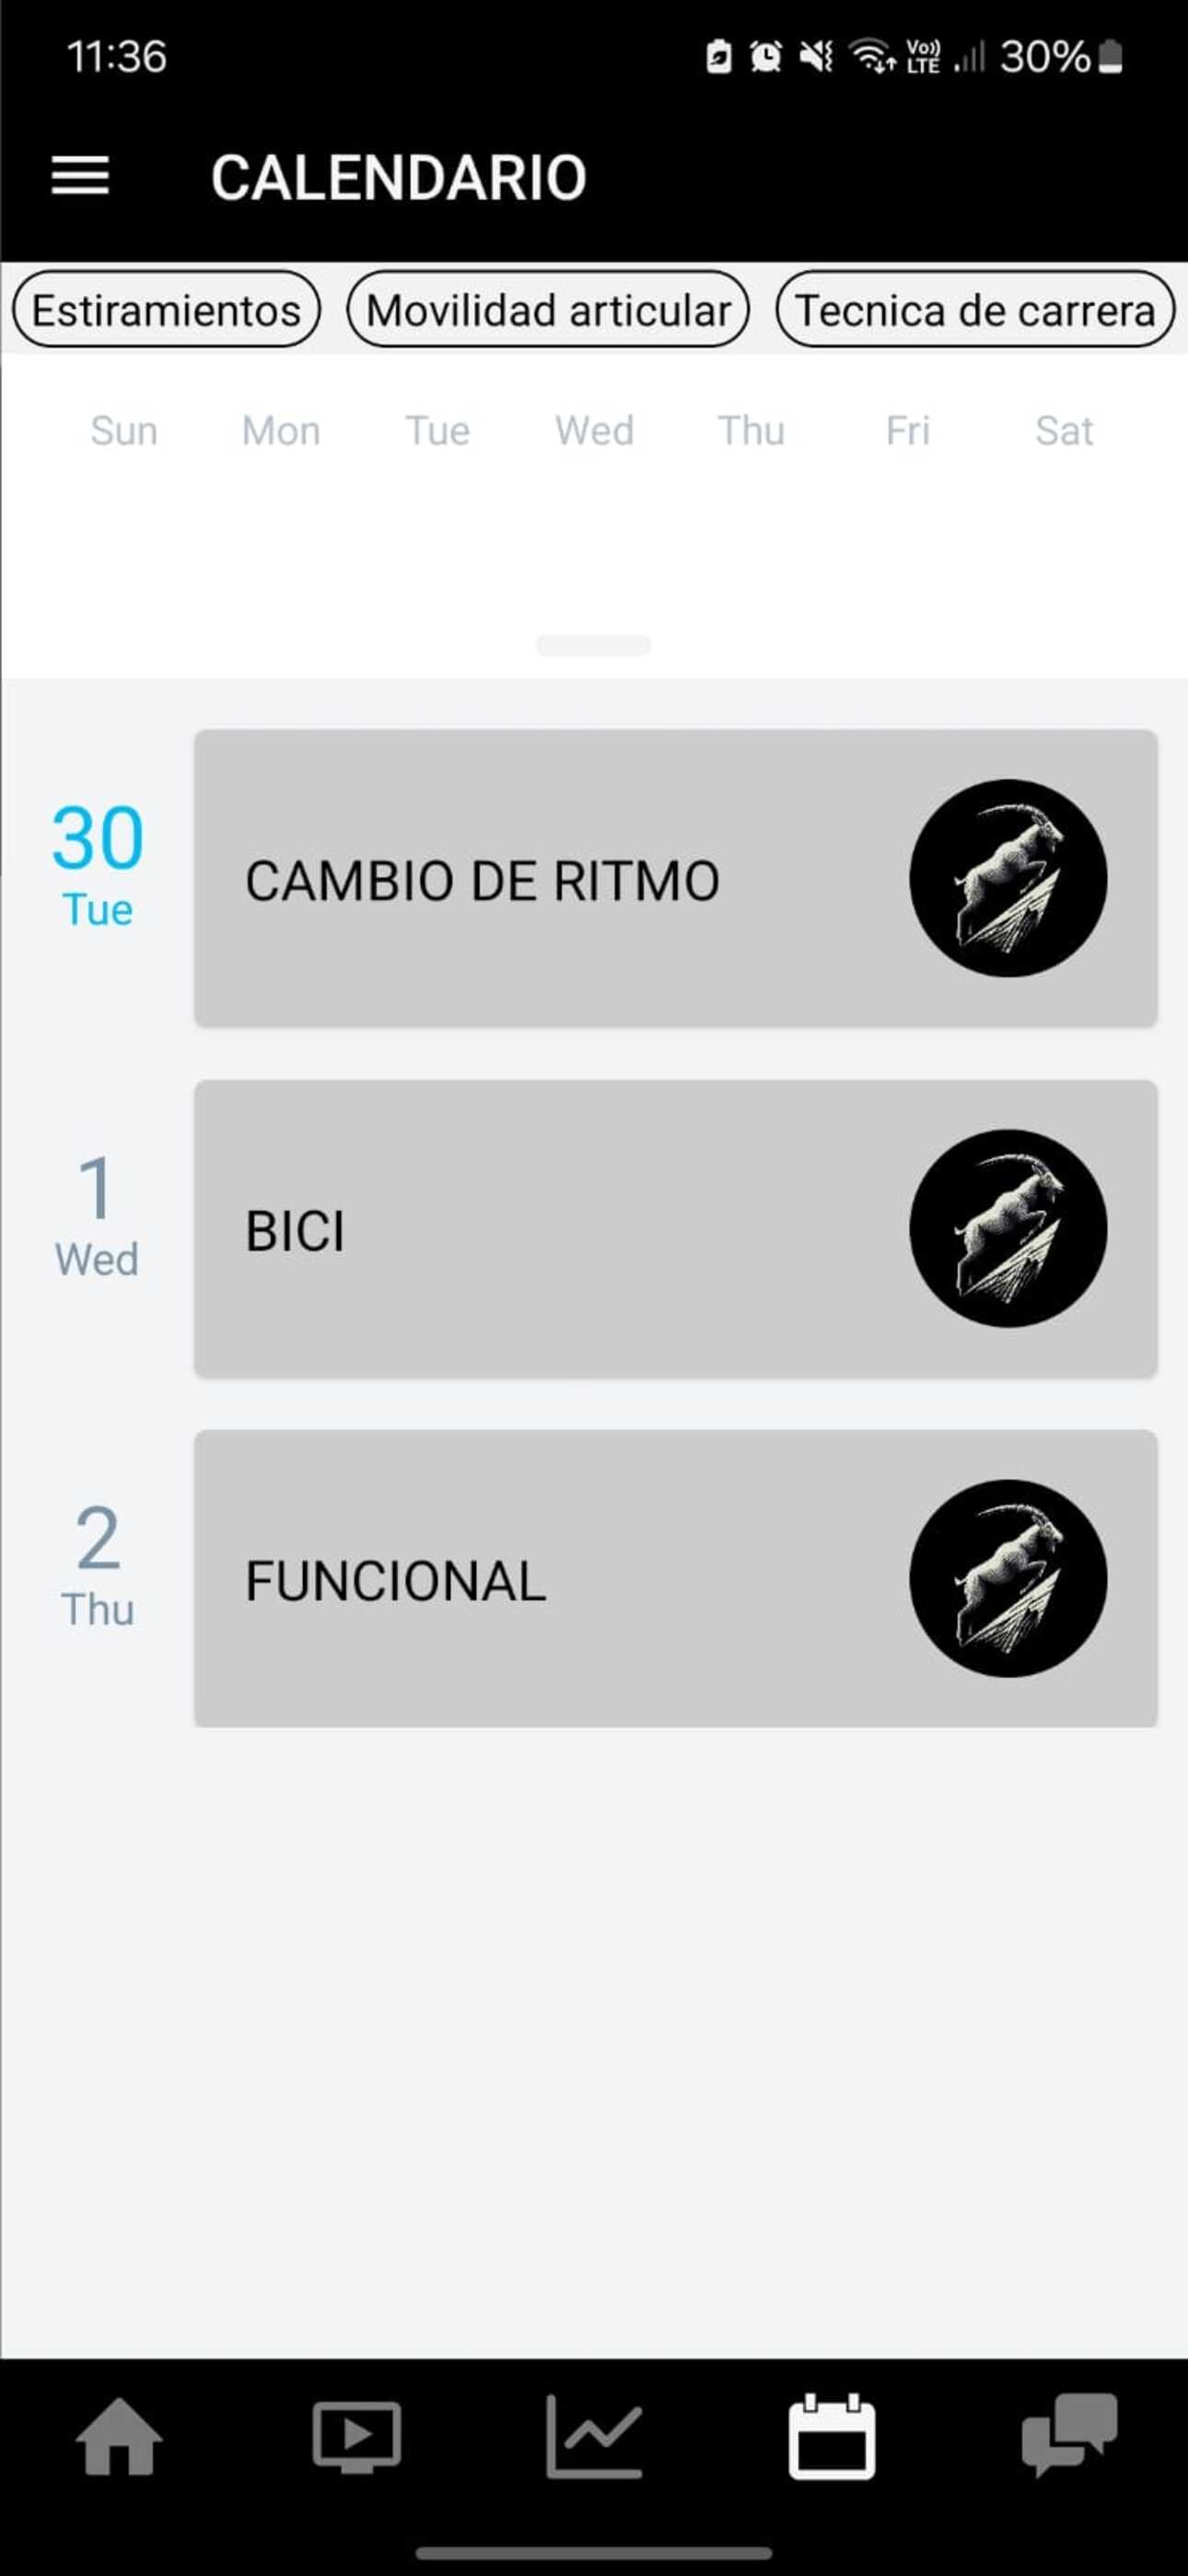 11:36 Vo)) LTE 30%
CALENDARIO
Estiramientos Movilidad articular Tecnica de carrera
Sun Mon Tue Wed Thu Fri Sat
30
Tue
CAMBIO DE RITMO
1
Wed
BICI
2
Thu
FUNCIONAL